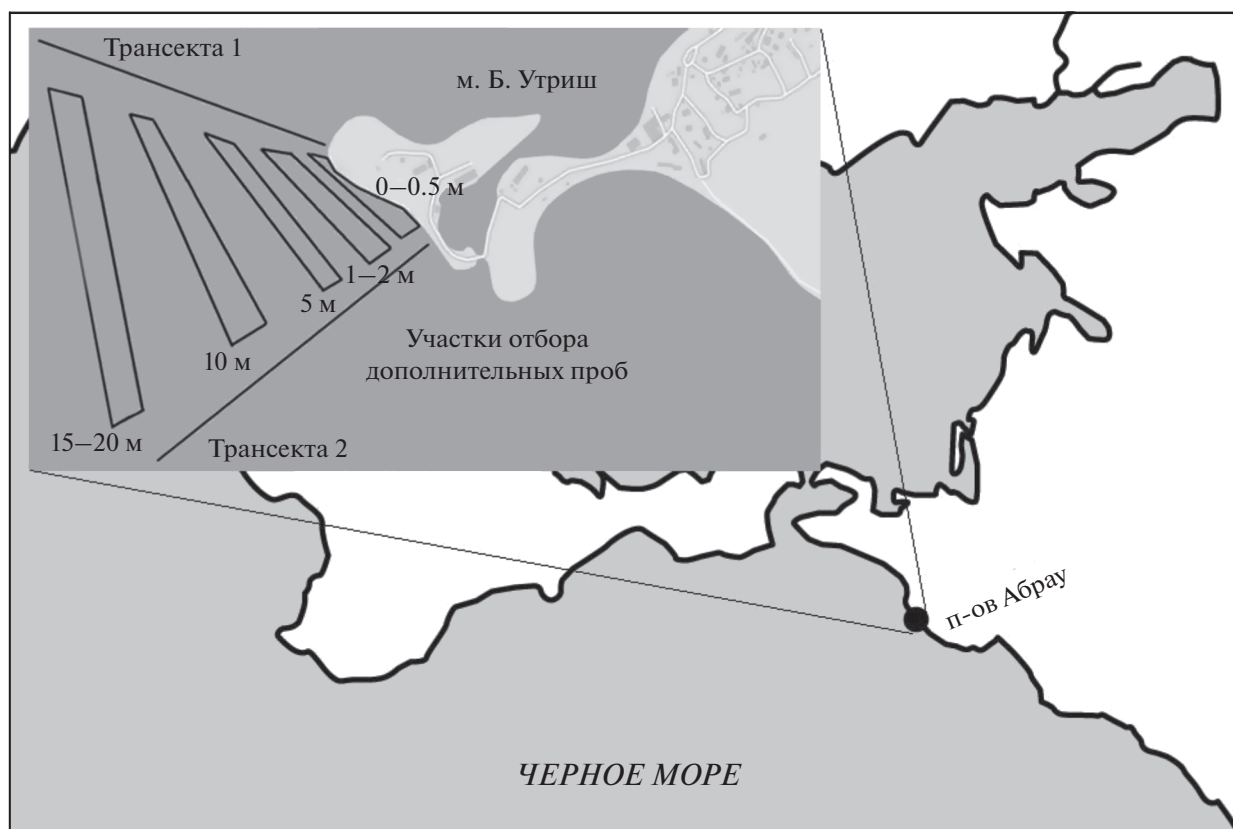 Трансекта 1
м. Б. Утриш
0–0.5 м
1–2 м
5 м
10 м
15–20 м
Участки отбора
дополнительных проб
Трансекта 2
п-ов Абрау
ЧЕРНОЕ МОРЕ